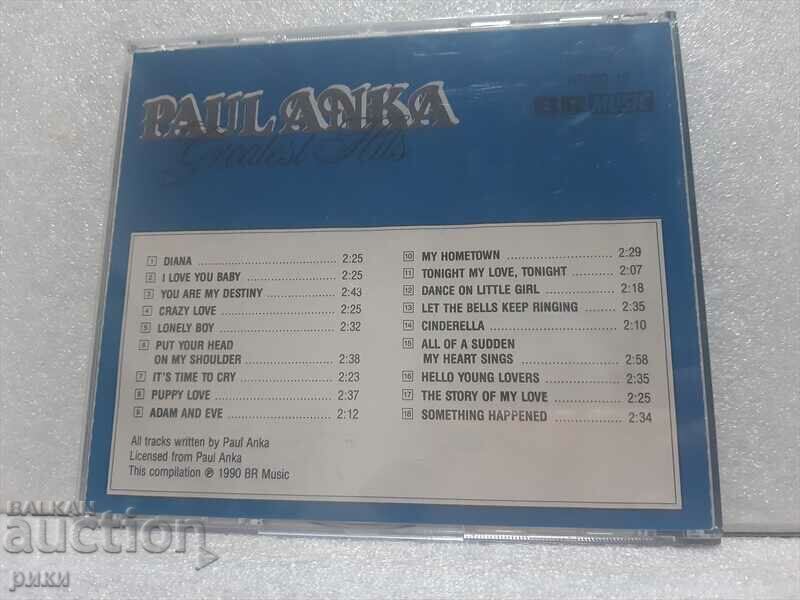 PAUL ANKA
Greatest Hits
MUSIC
1 DIANA 2:25
2 I LOVE YOU BABY 2:25
3 YOU ARE MY DESTINY 2:43
4 CRAZY LOVE 2:25
5 LONELY BOY 2:32
6 PUT YOUR HEAD
ON MY SHOULDER 2:38
7 IT'S TIME TO CRY 2:23
8 PUPPY LOVE 2:37
9 ADAM AND EVE 2:12
10 MY HOMETOWN 2:29
11 TONIGHT MY LOVE, TONIGHT 2:07
12 DANCE ON LITTLE GIRL 2:18
13 LET THE BELLS KEEP RINGING 2:35
14 CINDERELLA 2:10
15 ALL OF A SUDDEN
MY HEART SINGS 2:58
16 HELLO YOUNG LOVERS 2:35
17 THE STORY OF MY LOVE 2:25
18 SOMETHING HAPPENED 2:34
All tracks written by Paul Anka
Licensed from Paul Anka
This compilation ℗ 1990 BR Music
БАЛКАН
auction
рики